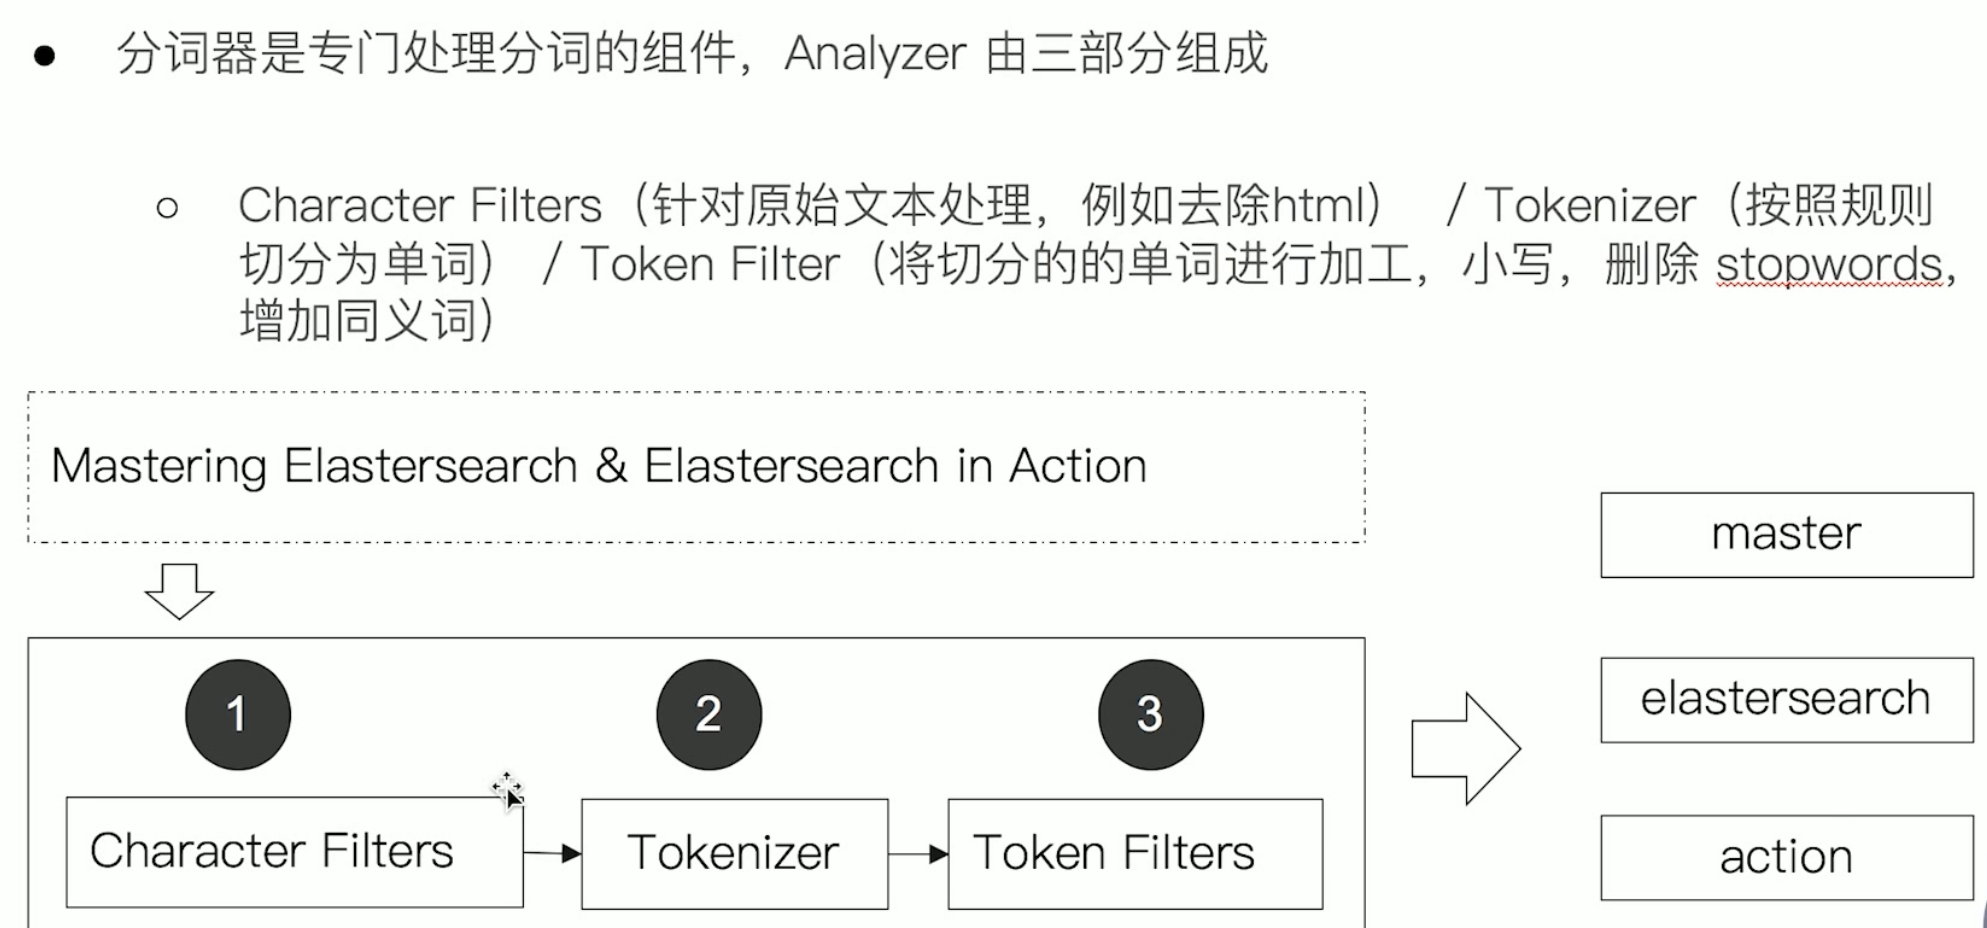 分词器是专门处理分词的组件，Analyzer 由三部分组成
Character Filters（针对原始文本处理，例如去除html） / Tokenizer（按照规则
切分为单词） / Token Filter（将切分的的单词进行加工，小写，删除 stopwords，
增加同义词）
Mastering Elastersearch & Elastersearch in Action
master
elastersearch
1
2
3
Character Filters
Tokenizer
Token Filters
action